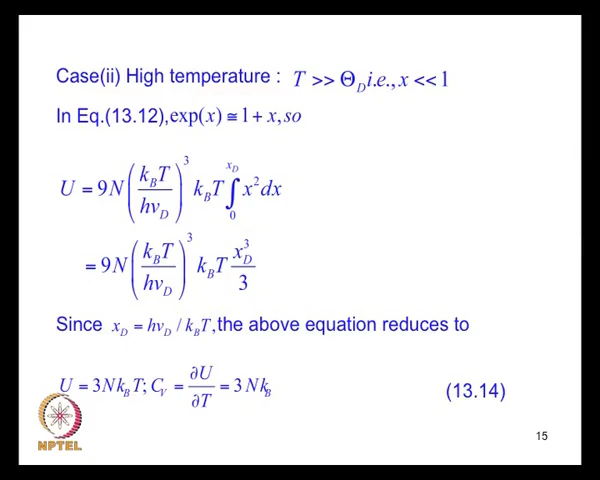 Case(ii) High temperature : T >> Θ_D i.e., x << 1
In Eq.(13.12), exp(x) ≅ 1 + x, so
U = 9N (k_B T / hν_D)^3 k_B T ∫_0^{x_D} x^2 dx
= 9N (k_B T / hν_D)^3 k_B T x_D^3 / 3
Since x_D = hν_D / k_B T, the above equation reduces to
U = 3Nk_B T; C_V = ∂U/∂T = 3Nk_B (13.14)
NPTEL
15